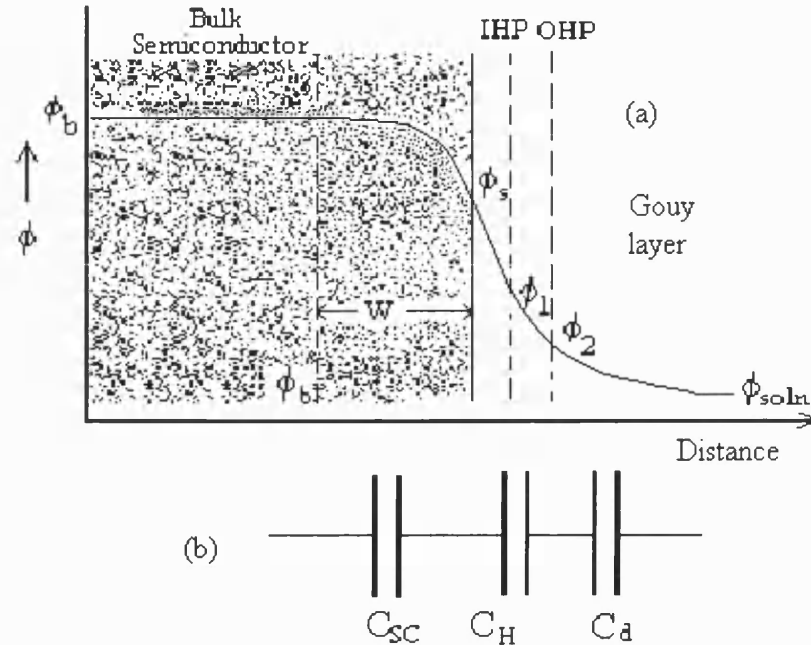 Bulk
Semiconductor
IHP OHP
(a)
ϕb
ϕs
Gouy
layer
ϕ
ϕ1
W
ϕ2
ϕb
ϕsoln
Distance
(b)
CSC
CH
Cd